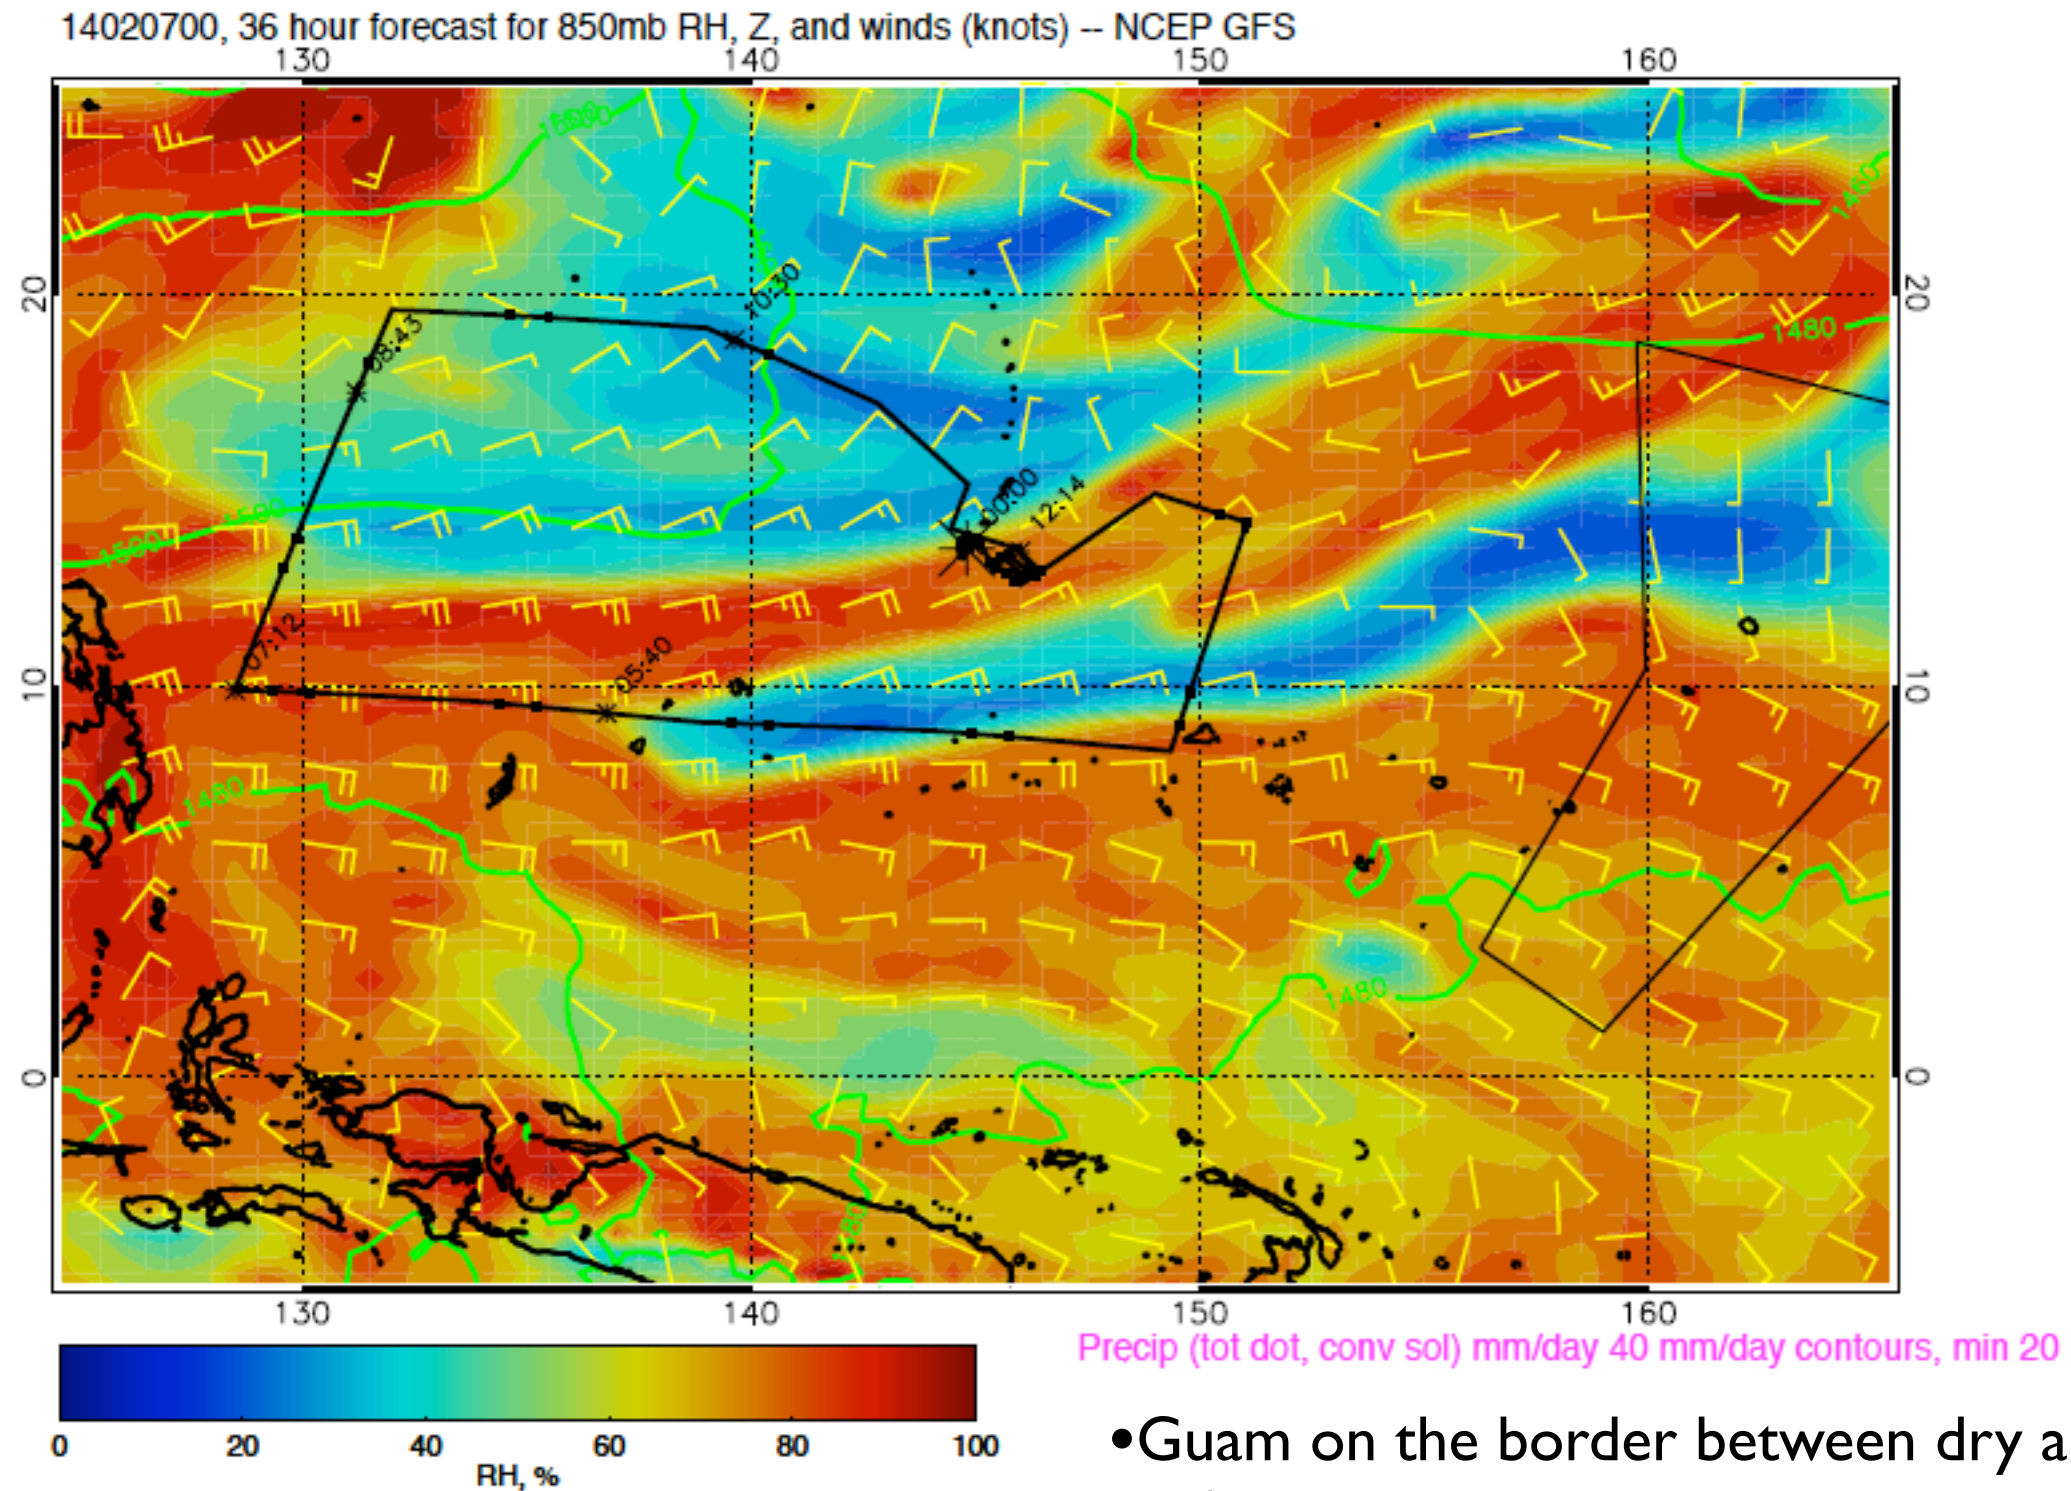 14020700, 36 hour forecast for 850mb RH, Z, and winds (knots) -- NCEP GFS
130 140 150 160
1500
1460
20 20
10:30
08:43
1480
1500
00:00
12:14
1500
07:12
05:40
10 10
1480
1480
0 0
130 140 150 160
Precip (tot dot, conv sol) mm/day 40 mm/day contours, min 20
0 20 40 60 80 100
RH, %
•Guam on the border between dry a